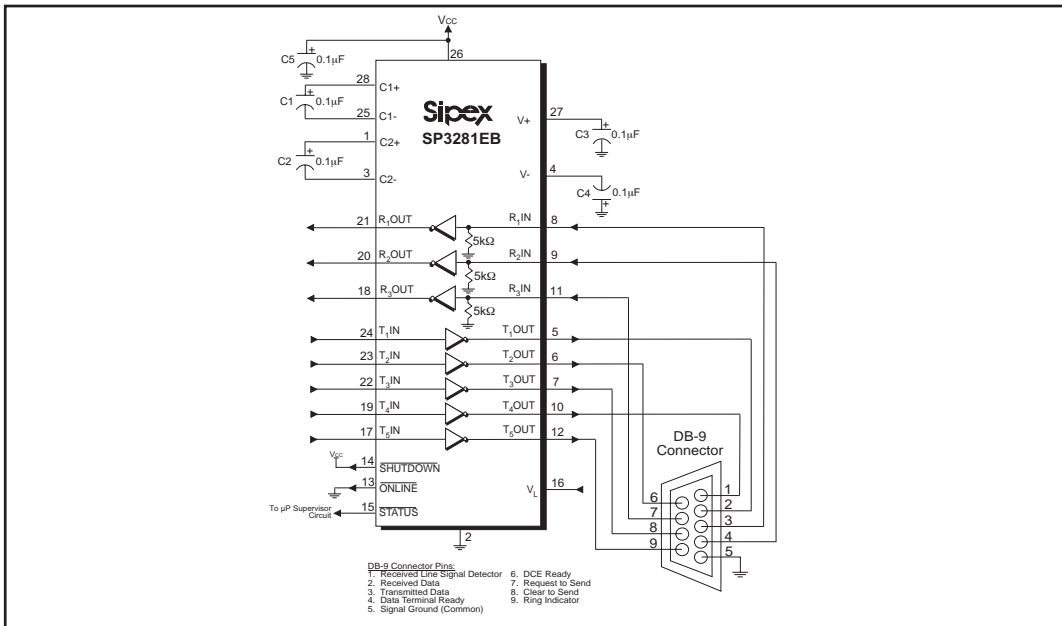 VCC
26
C5
+
0.1µF
28
C1+
C1
+
0.1µF
25
C1-
1
C2+
C2
+
0.1µF
3
C2-
Sipex
SP3281EB
V+
27
C3
+
0.1µF
V-
4
C4
0.1µF
+
21
R1OUT
R1IN
8
5kΩ
20
R2OUT
R2IN
9
5kΩ
18
R3OUT
R3IN
11
5kΩ
24
T1IN
T1OUT
5
23
T2IN
T2OUT
6
22
T3IN
T3OUT
7
19
T4IN
T4OUT
10
17
T5IN
T5OUT
12
VCC
14
SHUTDOWN
13
ONLINE
To µP Supervisor
Circuit
15
STATUS
VL
16
2
DB-9
Connector
6
7
8
9
1
2
3
4
5
DB-9 Connector Pins:
1. Received Line Signal Detector 6. DCE Ready
2. Received Data 7. Request to Send
3. Transmitted Data 8. Clear to Send
4. Data Terminal Ready 9. Ring Indicator
5. Signal Ground (Common)